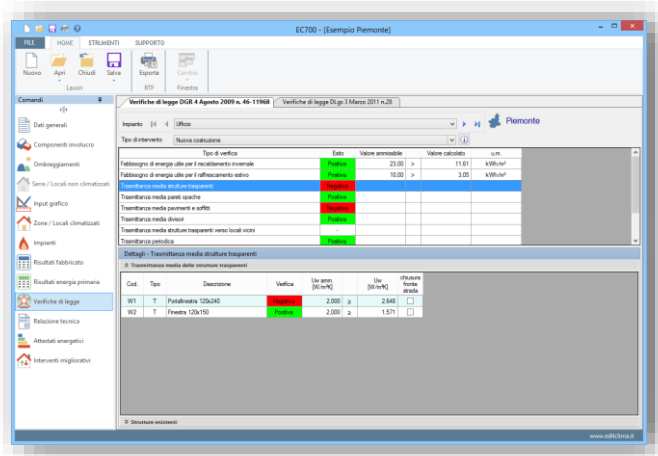 EC700 - [Esempio Piemonte]
FILE HOME STRUMENTI SUPPORTO
Nuovo Apri Chiudi Salva Esporta Cambia
Lavori RTF Finestra
Comandi
Dati generali
Componenti involucro
Ombreggiamenti
Serre / Locali non climatizzati
Input grafico
Zone / Locali climatizzati
Impianti
Risultati fabbricato
Risultati energia primaria
Verifiche di legge
Relazione tecnica
Attestati energetici
Interventi migliorativi
Verifiche di legge DGR 4 Agosto 2009 n. 46-11968 Verifiche di legge DLgs 3 Marzo 2011 n.28
Impianto Ufficio Piemonte
Tipo di intervento Nuova costruzione
Tipo di verifica Esito Valore ammissibile Valore calcolato u.m.
Fabbisogno di energia utile per il riscaldamento invernale Positiva 23,00 > 11,61 kWh/m²
Fabbisogno di energia utile per il raffrescamento estivo Positiva 10,00 > 3,05 kWh/m²
Trasmittanza media strutture trasparenti Negativa
Trasmittanza media pareti opache Positiva
Trasmittanza media pavimenti e soffitti Negativa
Trasmittanza media divisori Positiva
Trasmittanza media strutture trasparenti verso locali vicini -
Trasmittanza periodica Positiva
Dettagli - Trasmittanza media strutture trasparenti
Trasmittanza media delle strutture trasparenti
Cod. Tipo Descrizione Verifica Uw amm. [W/m²K] Uw [W/m²K] chiusure fronte strada
W1 T Portafinestra 120x240 Negativa 2,000 ≥ 2,640
W2 T Finestra 120x150 Positiva 2,000 ≥ 1,571
Strutture esistenti
www.edilclima.it